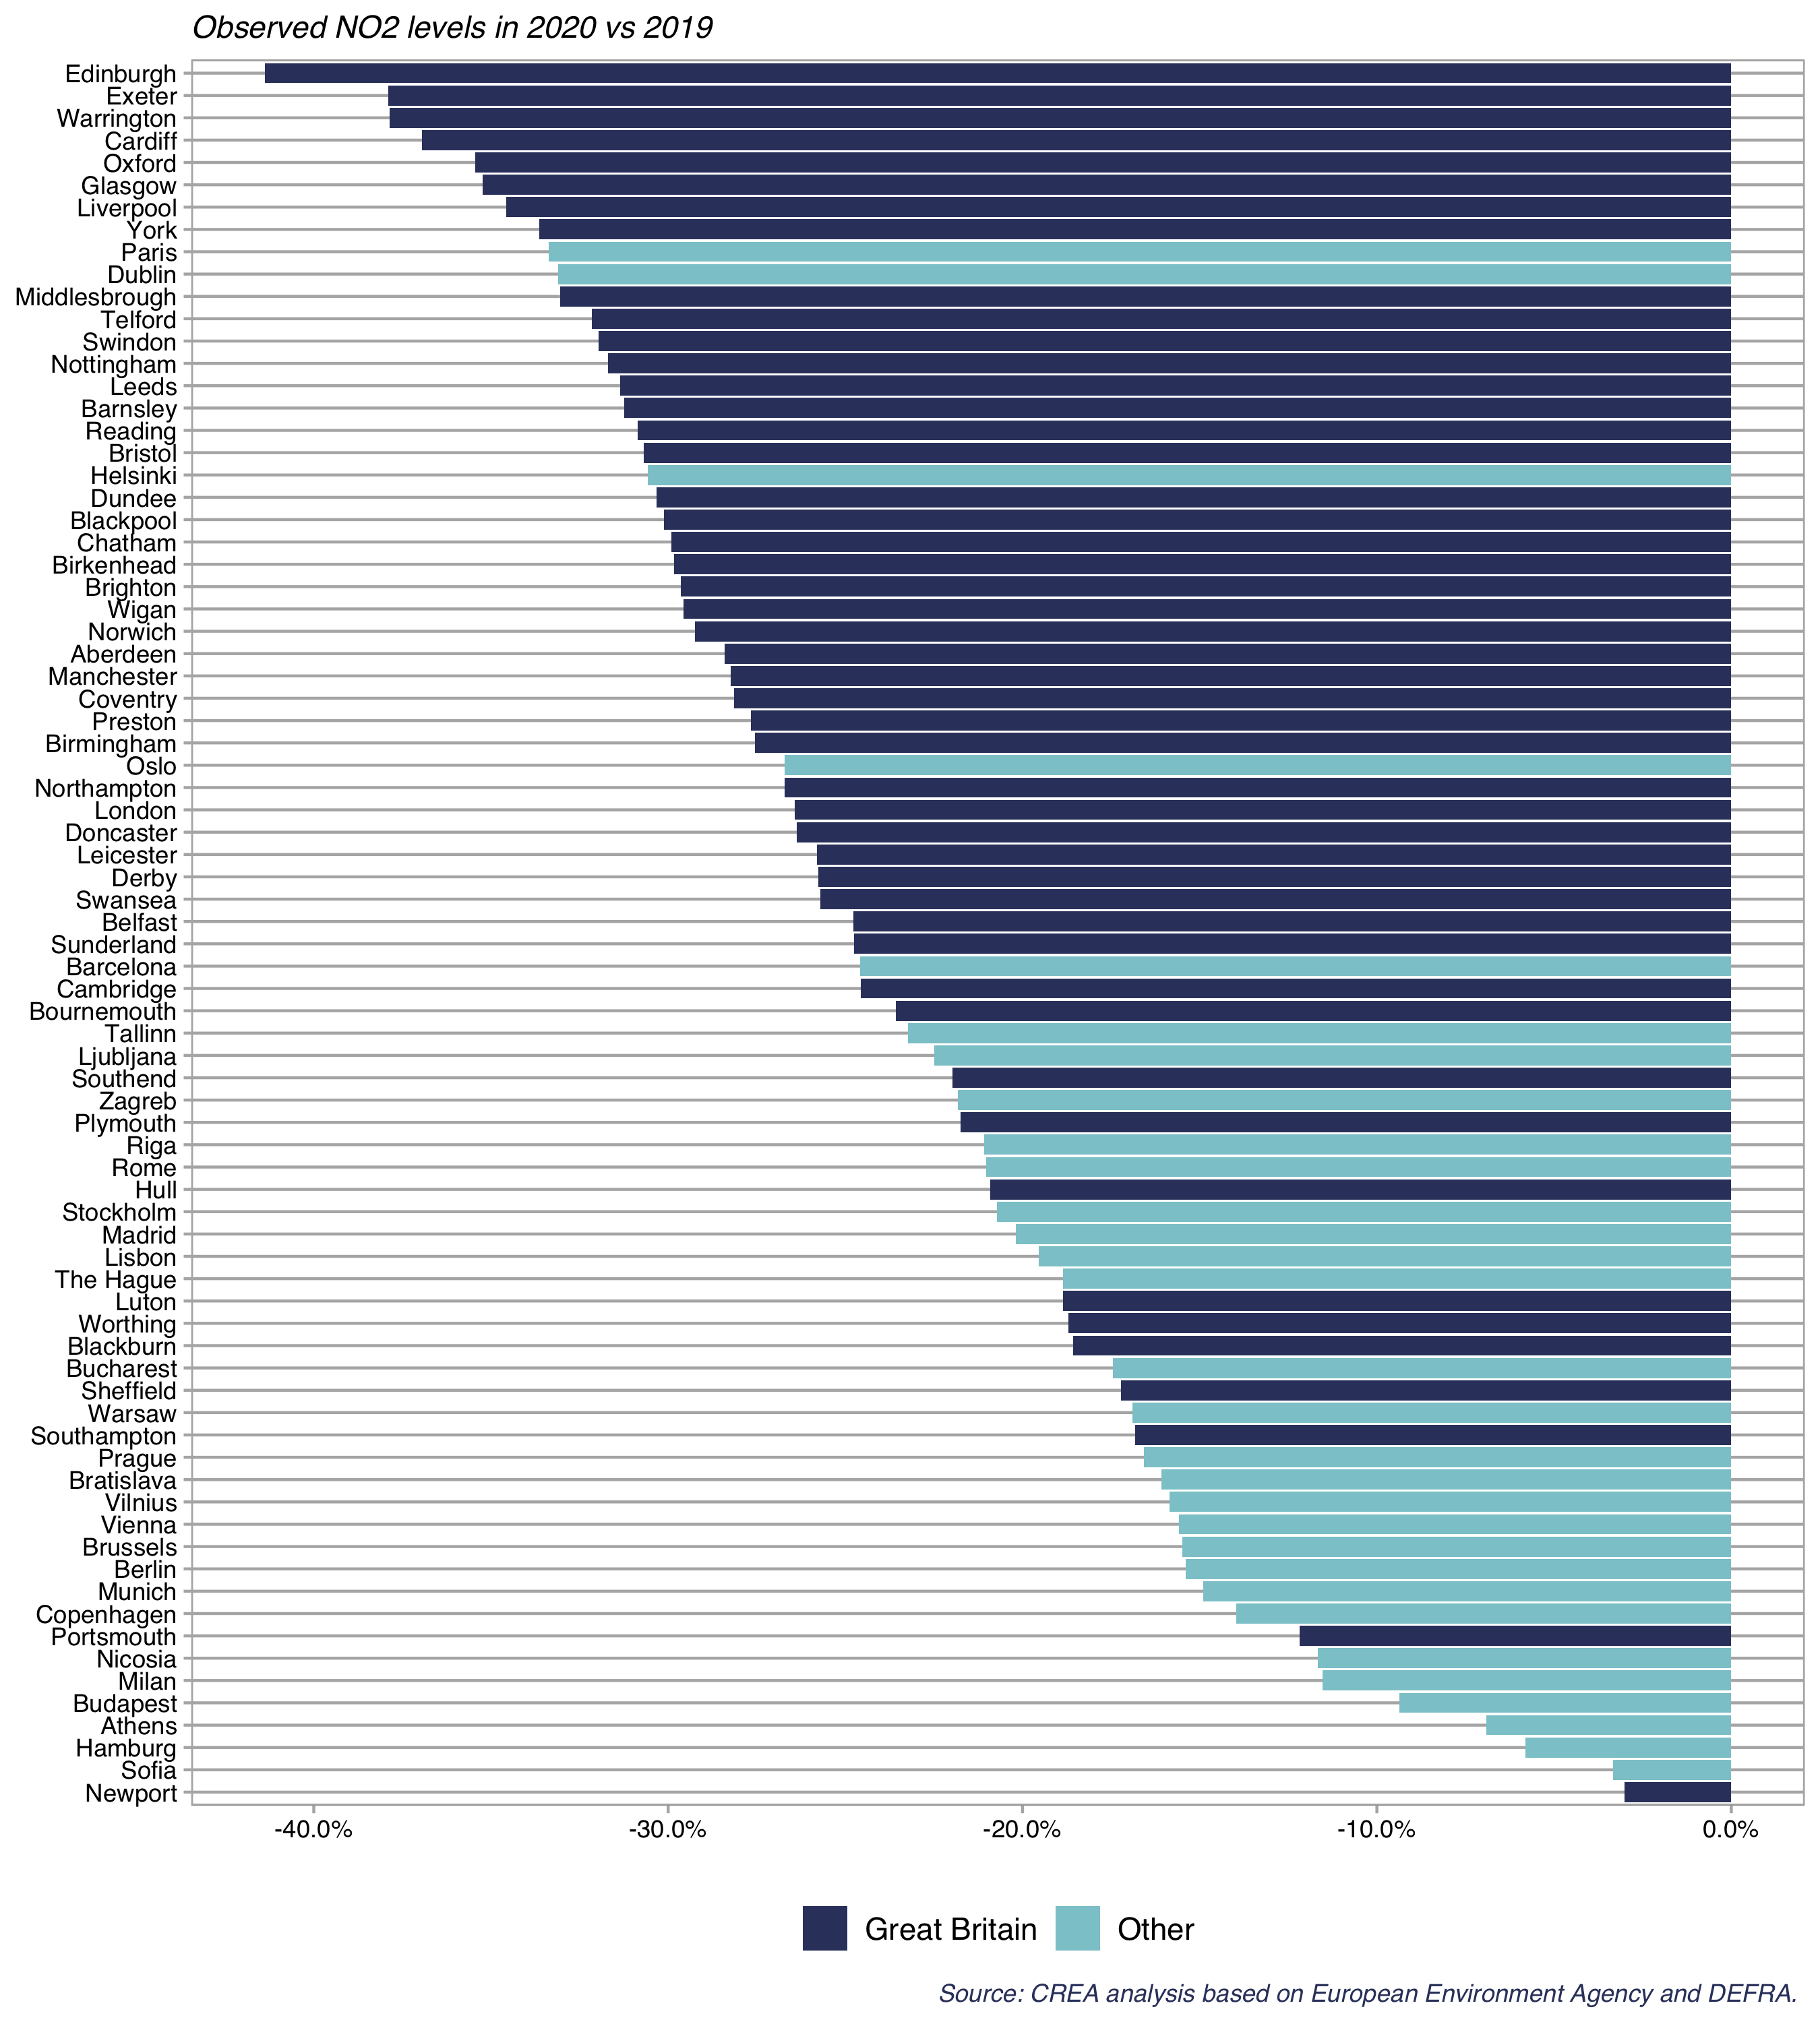 Observed NO2 levels in 2020 vs 2019
Edinburgh
Exeter
Warrington
Cardiff
Oxford
Glasgow
Liverpool
York
Paris
Dublin
Middlesbrough
Telford
Swindon
Nottingham
Leeds
Barnsley
Reading
Bristol
Helsinki
Dundee
Blackpool
Chatham
Birkenhead
Brighton
Wigan
Norwich
Aberdeen
Manchester
Coventry
Preston
Birmingham
Oslo
Northampton
London
Doncaster
Leicester
Derby
Swansea
Belfast
Sunderland
Barcelona
Cambridge
Bournemouth
Tallinn
Ljubljana
Southend
Zagreb
Plymouth
Riga
Rome
Hull
Stockholm
Madrid
Lisbon
The Hague
Luton
Worthing
Blackburn
Bucharest
Sheffield
Warsaw
Southampton
Prague
Bratislava
Vilnius
Vienna
Brussels
Berlin
Munich
Copenhagen
Portsmouth
Nicosia
Milan
Budapest
Athens
Hamburg
Sofia
Newport
-40.0% -30.0% -20.0% -10.0% 0.0%
Great Britain Other
Source: CREA analysis based on European Environment Agency and DEFRA.